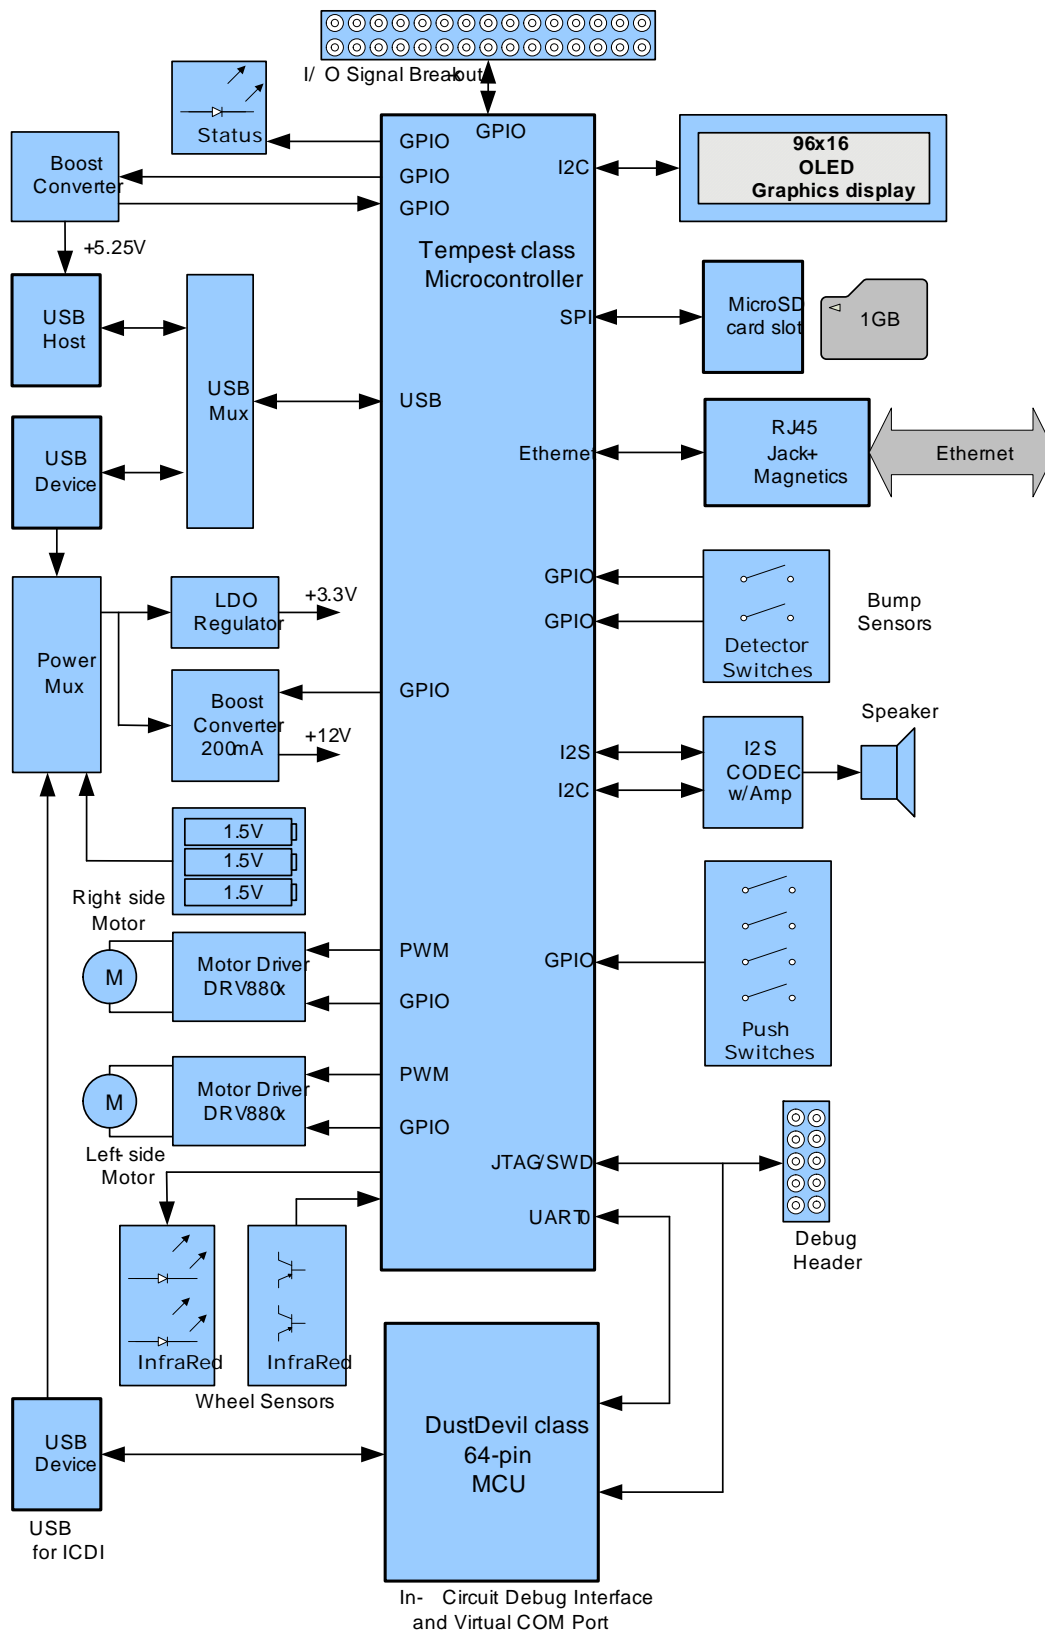 I/ O Signal Breakout
Status
GPIO
GPIO
GPIO
GPIO
Boost
Converter
+5.25V
USB
Host
USB
Mux
USB
Device
USB
Tempest-class
Microcontroller
I2C
96x16
OLED
Graphics display
SPI
MicroSD
card slot
1GB
Ethernet
RJ45
Jack+
Magnetics
Ethernet
GPIO
GPIO
Detector
Switches
Bump
Sensors
Power
Mux
LDO
Regulator
+3.3V
Boost
Converter
200mA
+12V
GPIO
I2S
I2C
I2S
CODEC
w/Amp
Speaker
1.5V
1.5V
1.5V
Right-side
Motor
M
Motor Driver
DRV880x
PWM
GPIO
GPIO
Push
Switches
M
Left-side
Motor
Motor Driver
DRV880x
PWM
GPIO
JTAG/SWD
UART0
Debug
Header
InfraRed
InfraRed
Wheel Sensors
USB
Device
USB
for ICDI
DustDevil class
64-pin
MCU
In- Circuit Debug Interface
and Virtual COM Port